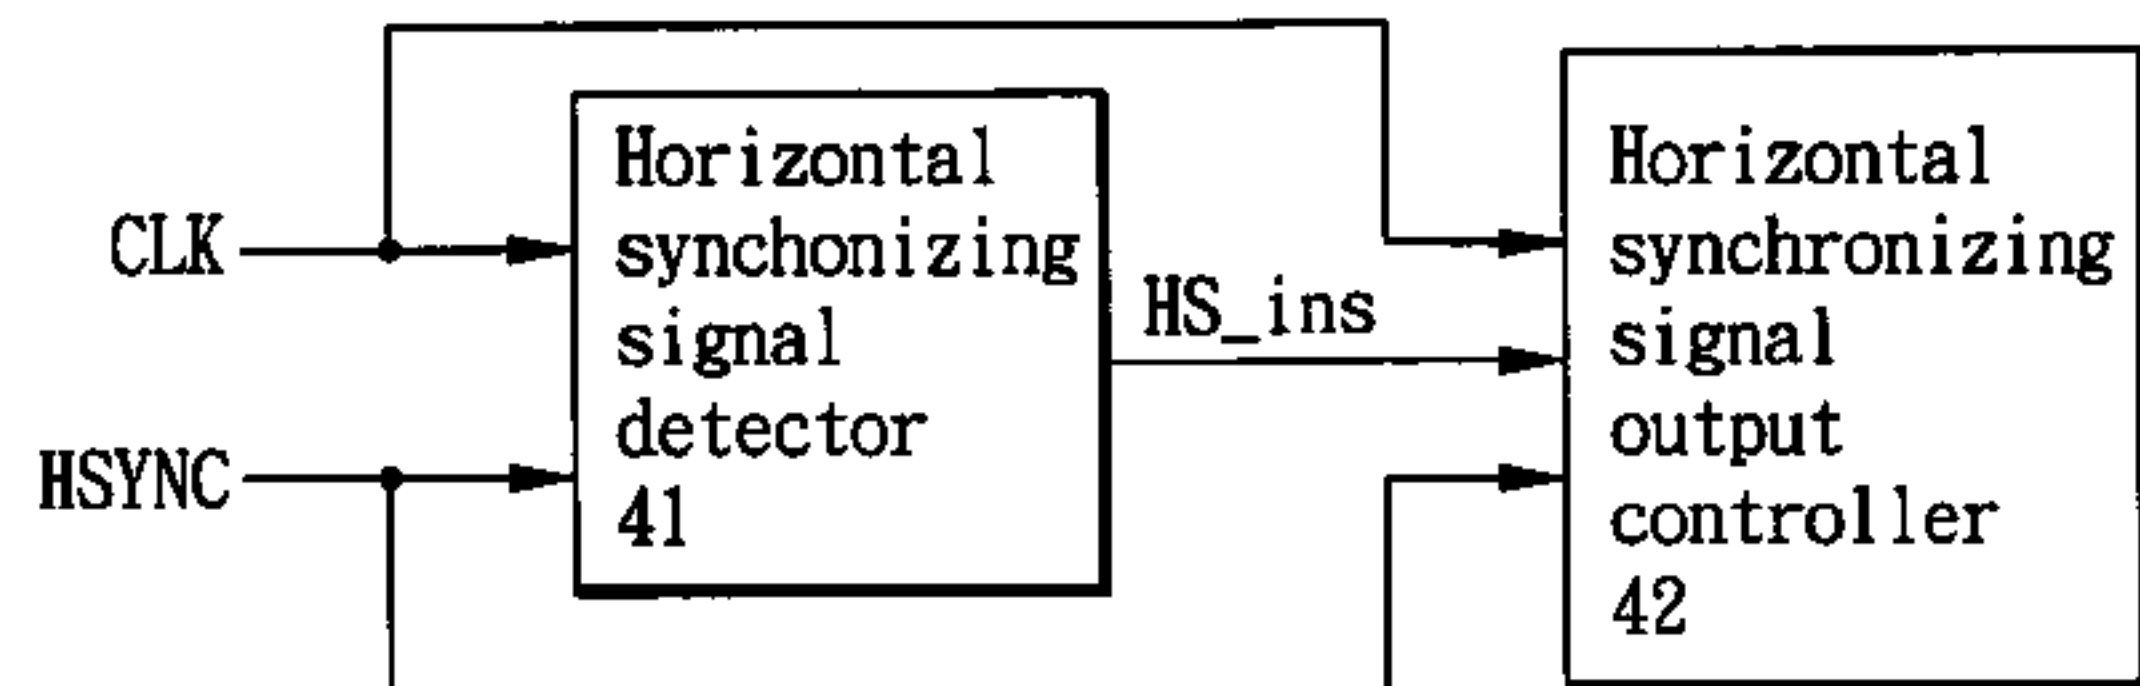 CLK
HSYNC
Horizontal
synchonizing
signal
detector
41
HS_ins
Horizontal
synchronizing
signal
output
controller
42